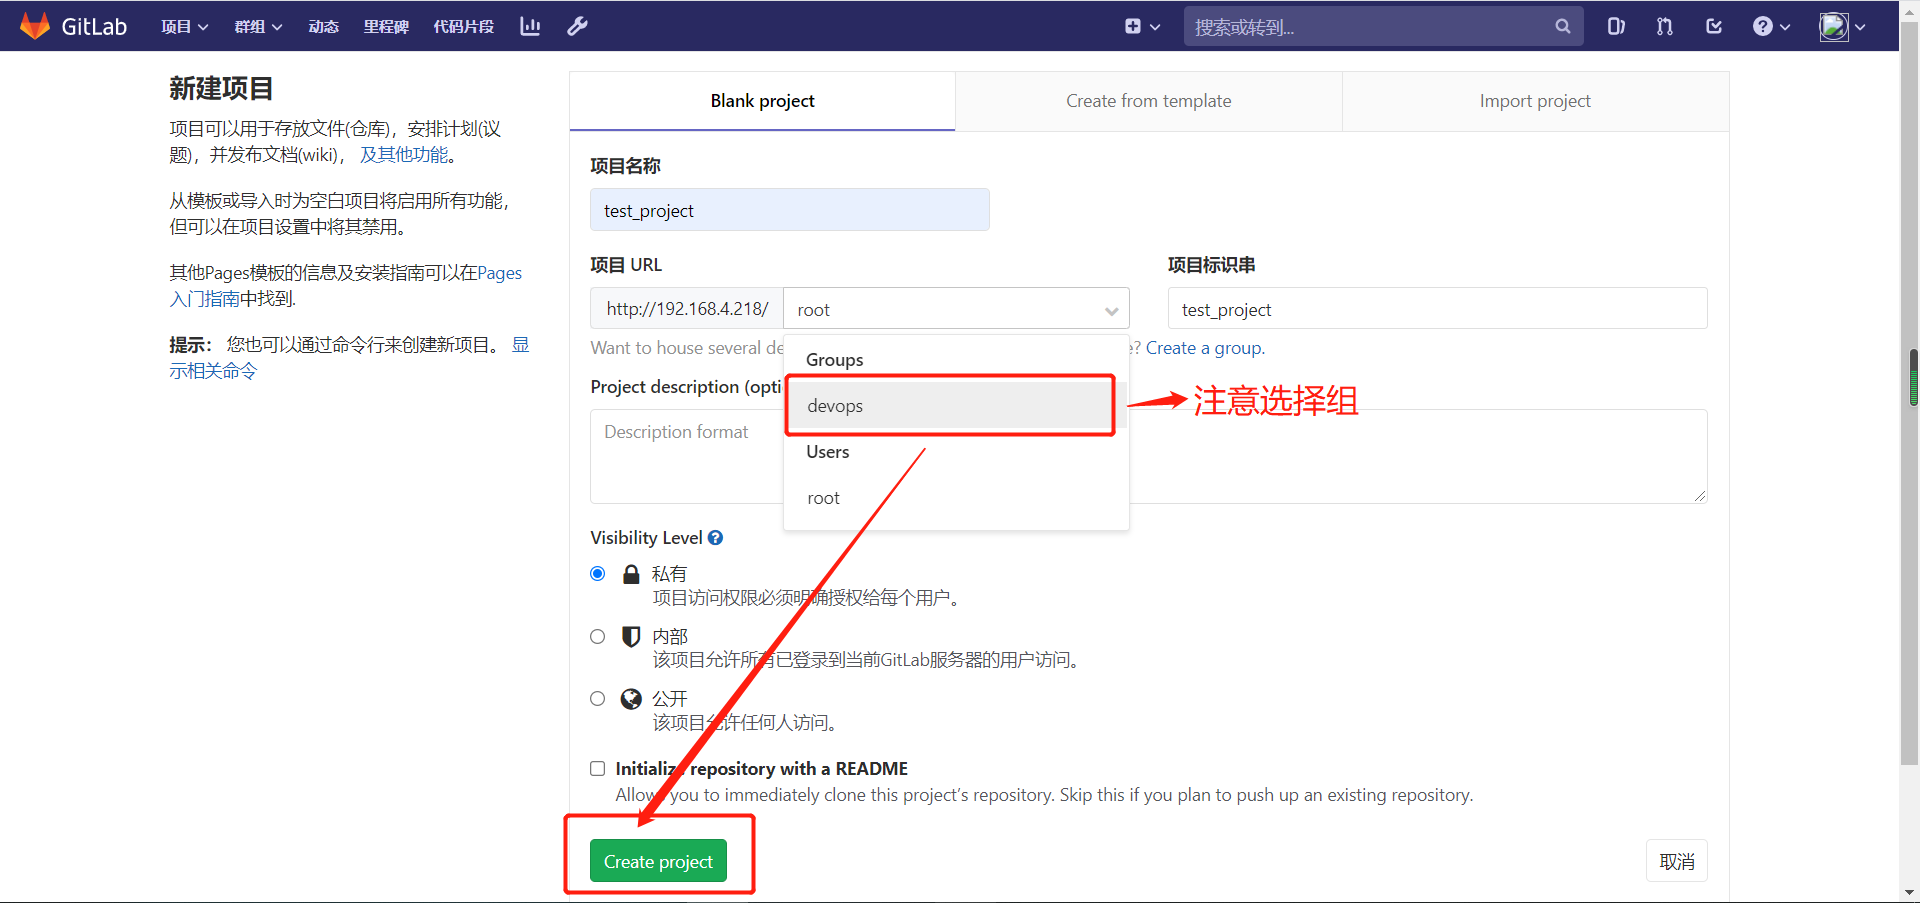 GitLab
项目
群组
动态
里程碑
代码片段
搜索或转到...
新建项目
项目可以用于存放文件(仓库)，安排计划(议
题)，并发布文档(wiki)， 及其他功能。
从模板或导入时为空白项目将启用所有功能，
但可以在项目设置中将其禁用。
其他Pages模板的信息及安装指南可以在Pages
入门指南中找到.
提示： 您也可以通过命令行来创建新项目。 显
示相关命令
Blank project
Create from template
Import project
项目名称
test_project
项目 URL
项目标识串
http://192.168.4.218/
root
test_project
Want to house several de
e? Create a group.
Groups
devops
Users
root
注意选择组
Project description (opti
Description format
Visibility Level
私有
项目访问权限必须明确授权给每个用户。
内部
该项目允许所有已登录到当前GitLab服务器的用户访问。
公开
该项目允许任何人访问。
Initialize repository with a README
Allows you to immediately clone this project’s repository. Skip this if you plan to push up an existing repository.
Create project
取消